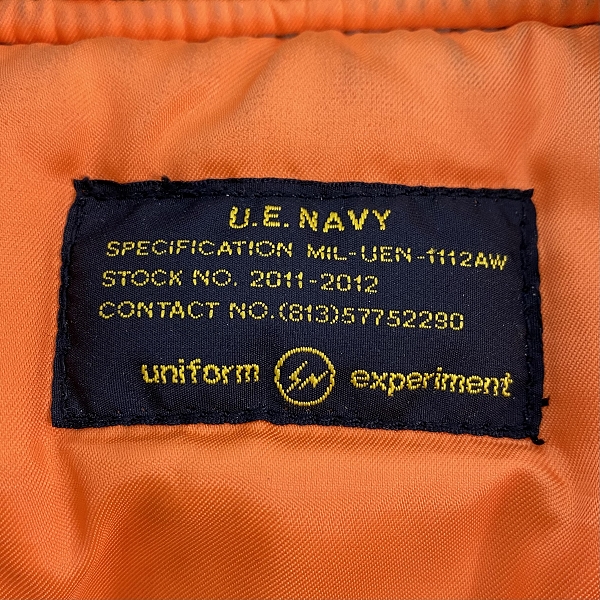 U.E. NAVY
SPECIFICATION MIL-UEN-1112AW
STOCK NO. 2011-2012
CONTACT NO.(813)57752290
uniform experiment